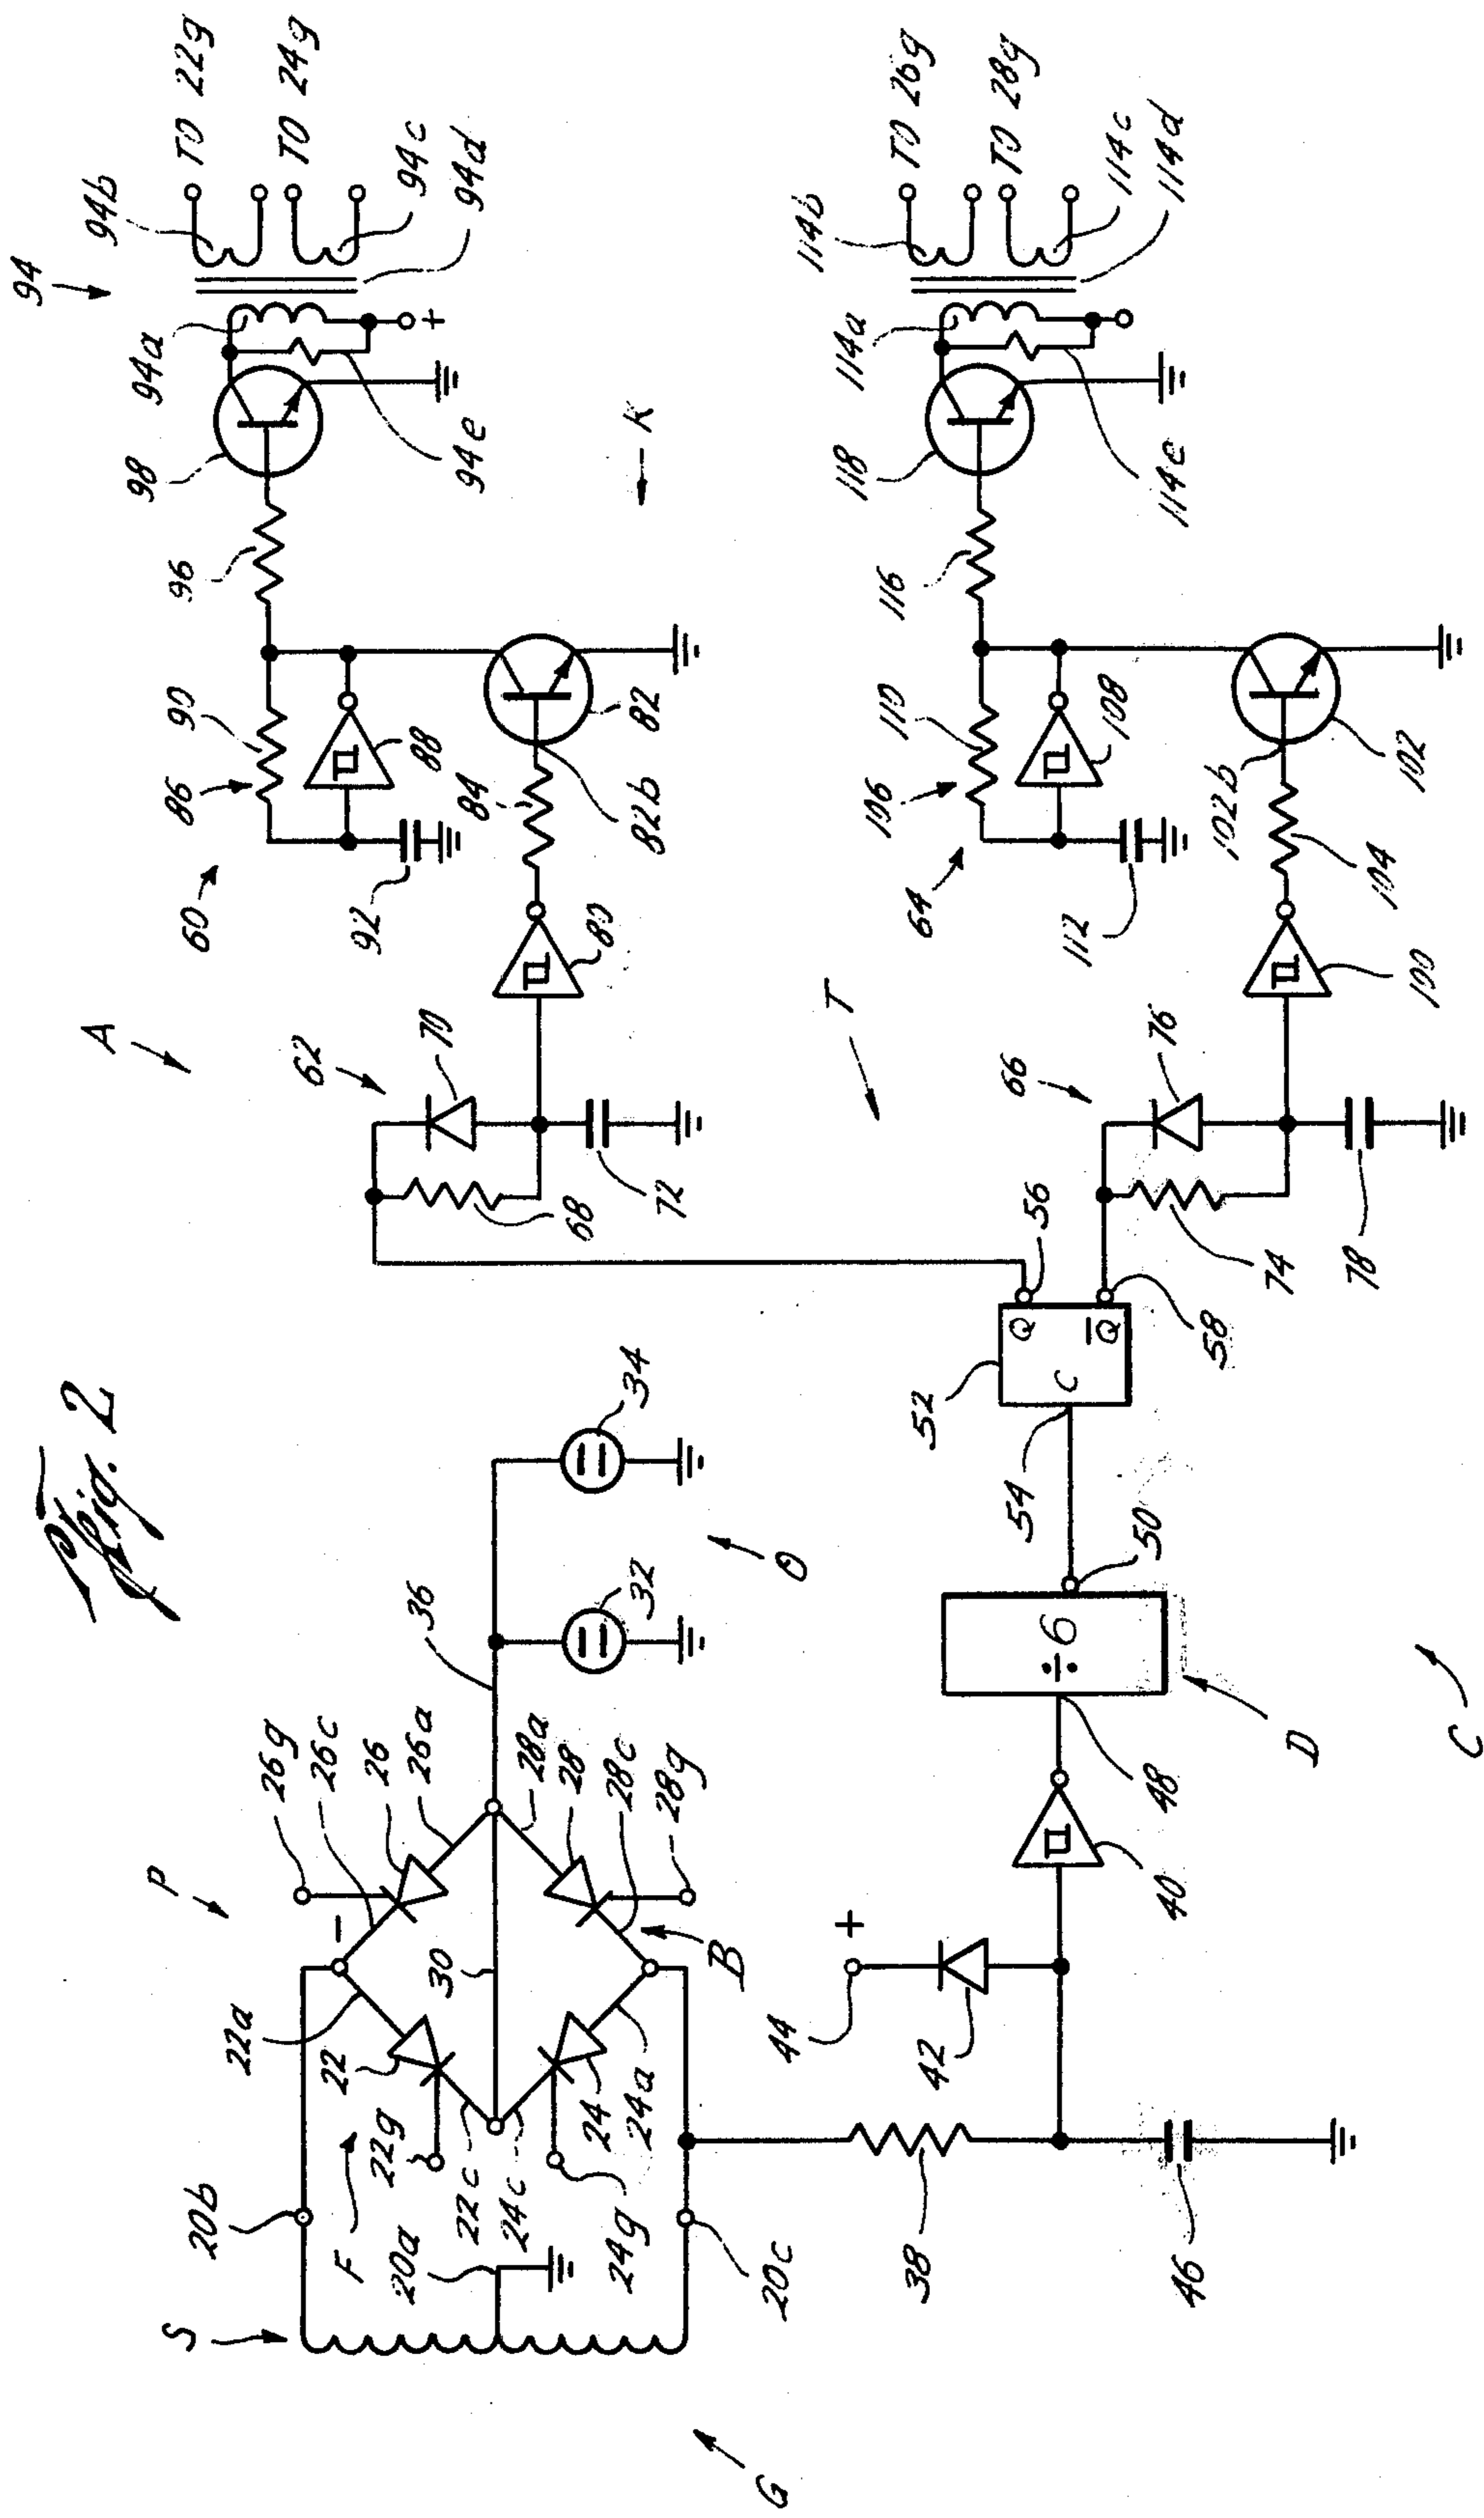 Fig. 2
S
G
20b
20a
20c
F
P
22a
22
22g
22c
24c
24g
24
24a
30
B
26g
26c
26
26a
28a
28
28c
28g
36
32
34
O
38
46
44
+
42
40
48
÷6
D
50
54
52
C
Q
Q̅
56
58
C
A
T
K
62
70
68
72
66
76
74
78
60
86
90
88
92
80
84
82b
82
96
98
94
94a
94b
94c
94d
94e
+
TO 22g
TO 24g
64
106
110
108
112
100
104
102b
102
116
118
114a
114b
114c
114d
114e
TO 26g
TO 28g